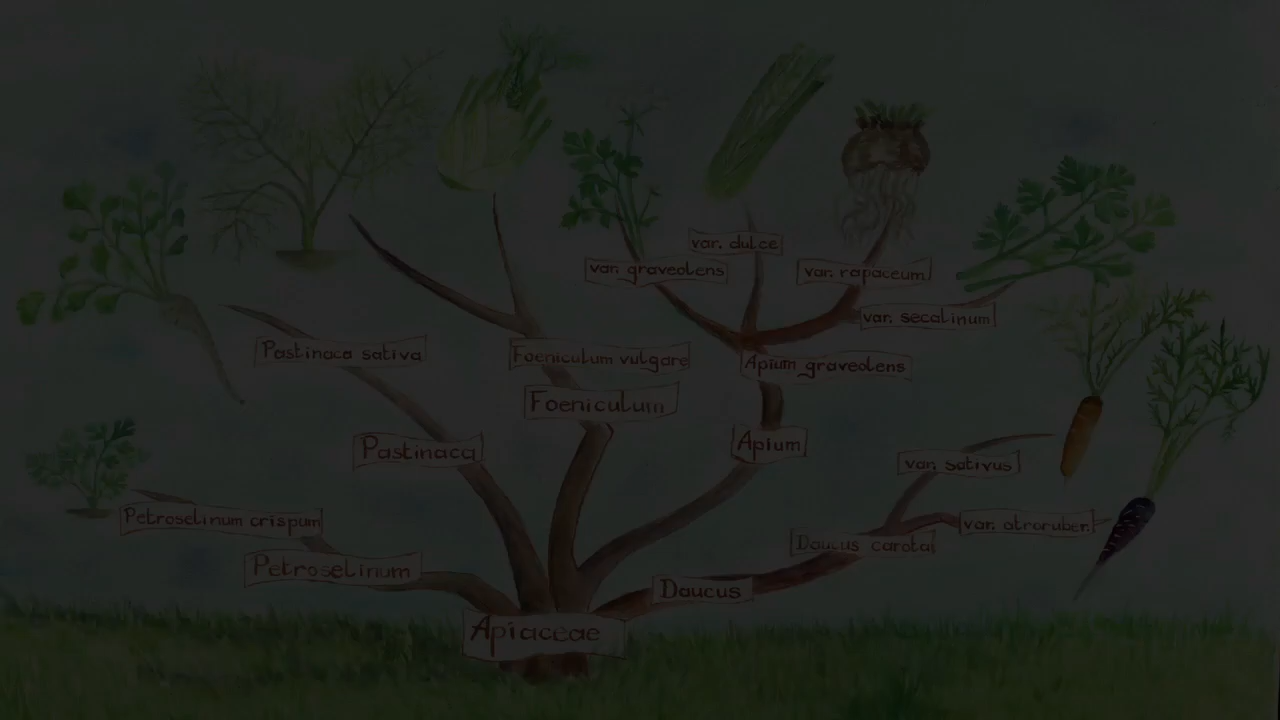 var. dulce
var. graveolens
var. rapaceum
var. secalinum
Pastinaca sativa
Foeniculum vulgare
Apium graveolens
Foeniculum
Pastinaca
Apium
var. sativus
Petroselinum crispum
var. atroruber.
Daucus carota
Petroselinum
Daucus
Apiaceae